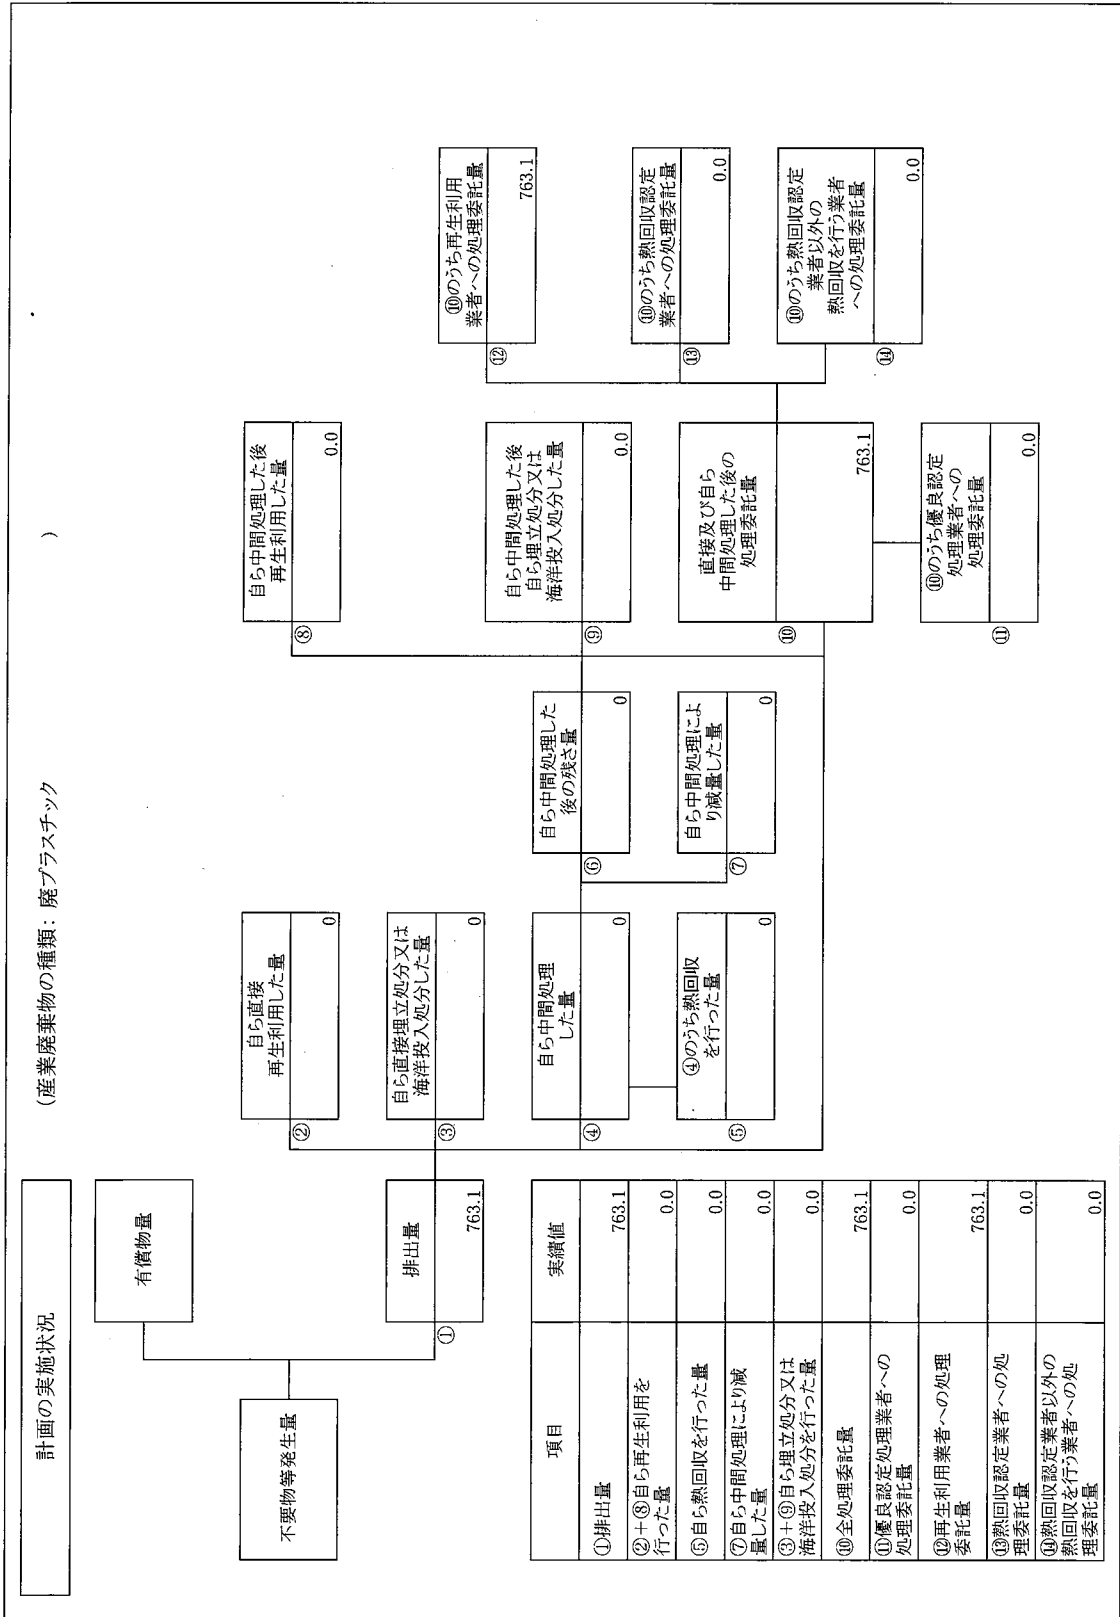 計画の実施状況
(産業廃棄物の種類：廃プラスチック
)
不要物等発生量
有償物量
①
排出量
763.1
②
自ら直接
再生利用した量
0
③
自ら直接埋立処分又は
海洋投入処分した量
0
④
自ら中間処理
した量
0
⑤
④のうち熱回収
を行った量
0
⑥
自ら中間処理した
後の残さ量
0
⑦
自ら中間処理によ
り減量した量
0
⑧
自ら中間処理した後
再生利用した量
0.0
⑨
自ら中間処理した後
自ら埋立処分又は
海洋投入処分した量
0.0
⑩
直接及び自ら
中間処理した後の
処理委託量
763.1
⑪
⑩のうち優良認定
処理業者への
処理委託量
0.0
⑫
⑩のうち再生利用
業者への処理委託量
763.1
⑬
⑩のうち熱回収認定
業者への処理委託量
0.0
⑭
⑩のうち熱回収認定
業者以外の
熱回収を行う業者
への処理委託量
0.0
項目 実績値
①排出量 763.1
②+⑧自ら再生利用を
行った量 0.0
⑤自ら熱回収を行った量 0.0
⑦自ら中間処理により減
量した量 0.0
③+⑨自ら埋立処分又は
海洋投入処分を行った量 0.0
⑩全処理委託量 763.1
⑪優良認定処理業者への
処理委託量 0.0
⑫再生利用業者への処理
委託量 763.1
⑬熱回収認定業者への処
理委託量 0.0
⑭熱回収認定業者以外の
熱回収を行う業者への処
理委託量 0.0